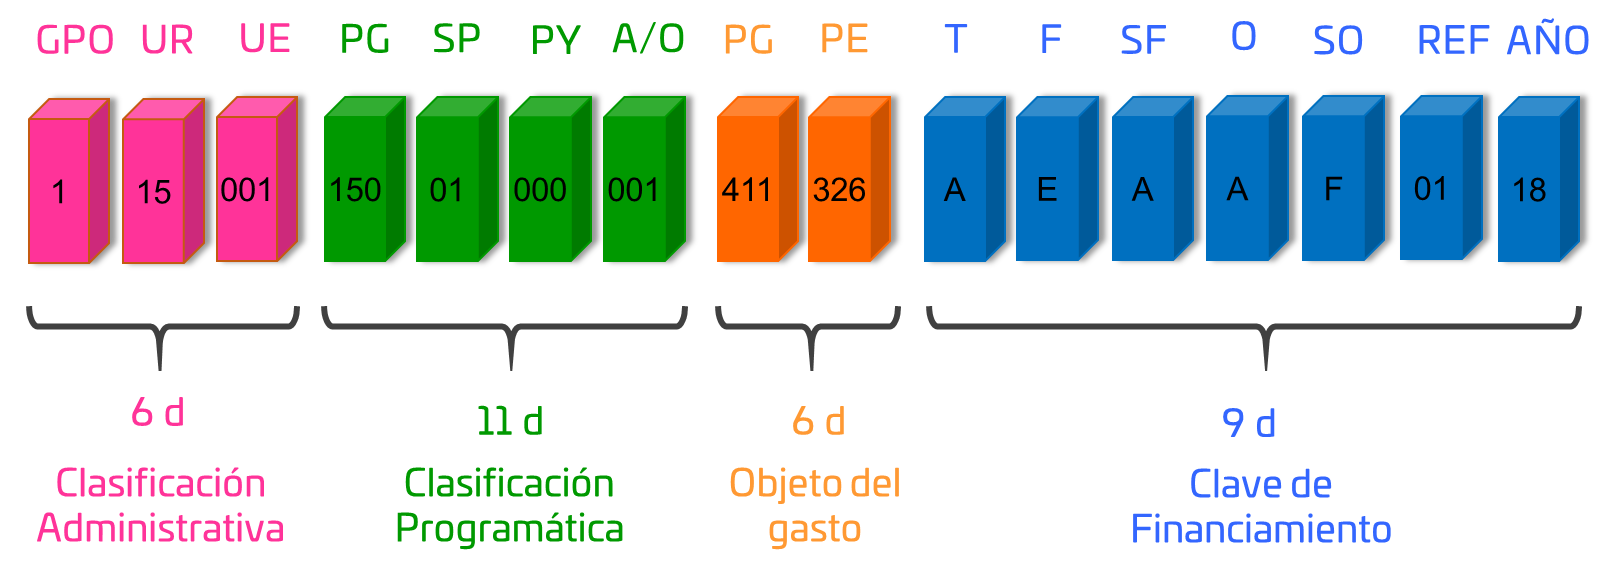 GPO UR UE PG SP PY A/O PG PE T F SF O SO REF AÑO
1 15 001 150 01 000 001 411 326 A E A A F 01 18
6 d 11 d 6 d 9 d
Clasificación Clasificación Objeto del Clave de
Administrativa Programática gasto Financiamiento